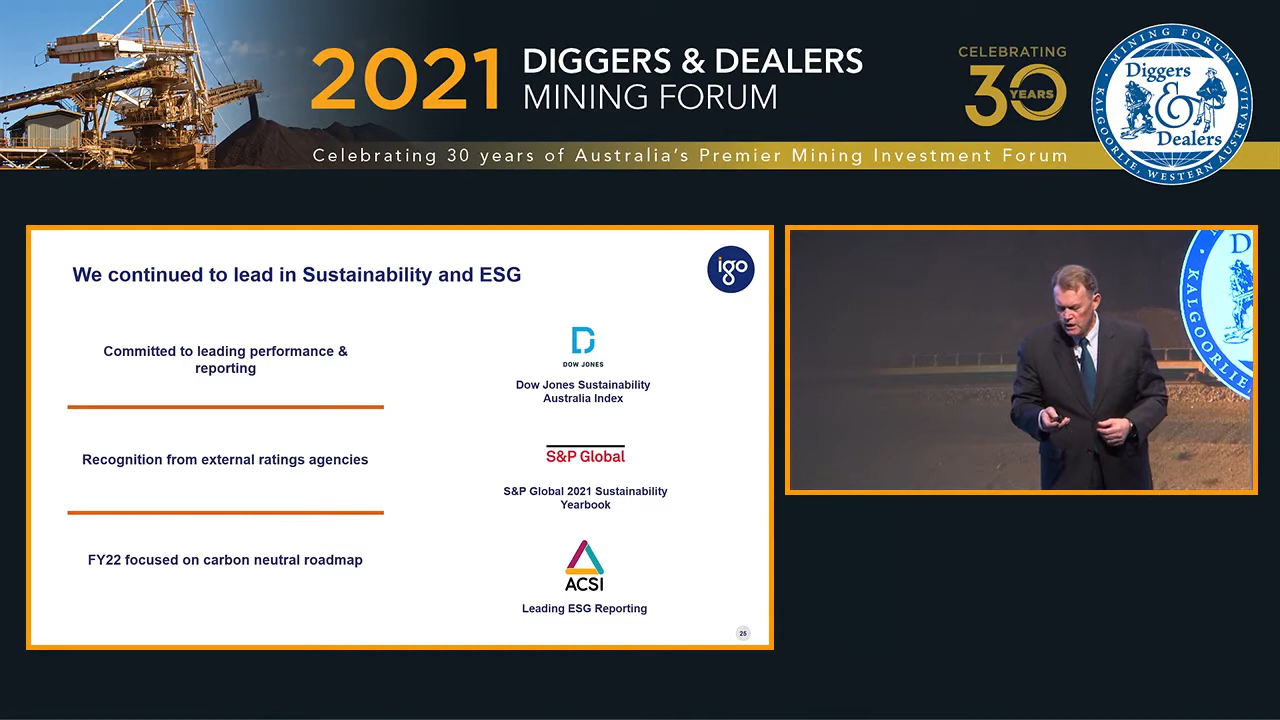 2021
DIGGERS & DEALERS
MINING FORUM
CELEBRATING
30
YEARS
Celebrating 30 years of Australia's Premier Mining Investment Forum
MINING FORUM
Diggers
&
Dealers
KALGOORLIE, WESTERN AUSTRALIA
We continued to lead in Sustainability and ESG
igo
Committed to leading performance &
reporting
Recognition from external ratings agencies
FY22 focused on carbon neutral roadmap
DOW JONES
Dow Jones Sustainability
Australia Index
S&P Global
S&P Global 2021 Sustainability
Yearbook
ACSI
Leading ESG Reporting
25
D
KALGOORLIE